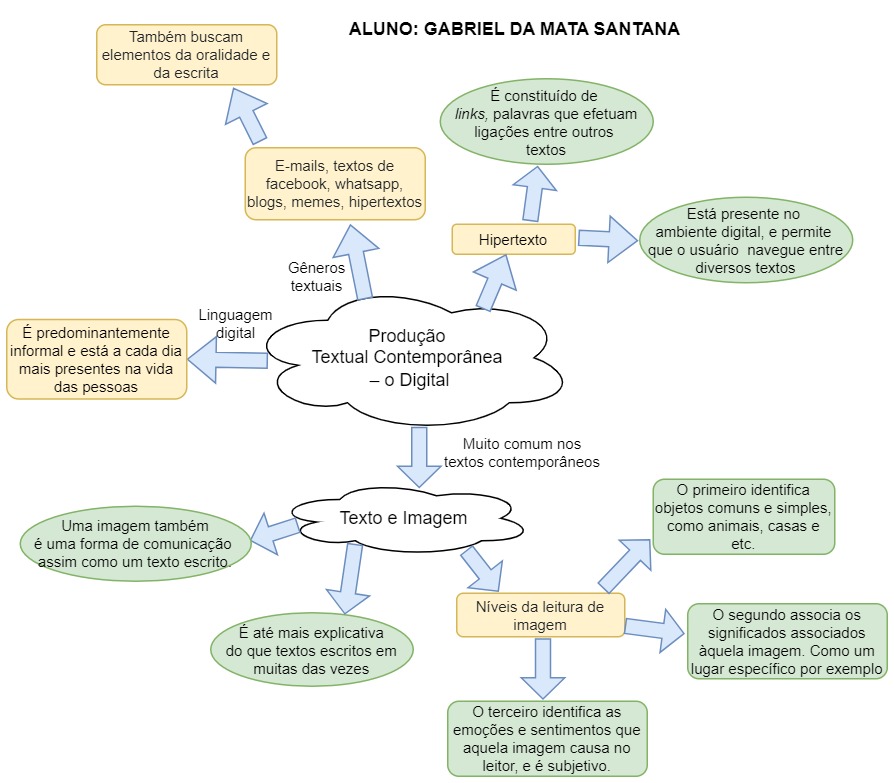 ALUNO: GABRIEL DA MATA SANTANA
Também buscam
elementos da oralidade e
da escrita
É constituído de
links, palavras que efetuam
ligações entre outros
textos
E-mails, textos de
facebook, whatsapp,
blogs, memes, hipertextos
Hipertexto
Está presente no
ambiente digital, e permite
que o usuário navegue entre
diversos textos
Gêneros
textuais
Linguagem
digital
É predominantemente
informal e está a cada dia
mais presentes na vida
das pessoas
Produção
Textual Contemporânea
– o Digital
Muito comum nos
textos contemporâneos
Texto e Imagem
O primeiro identifica
objetos comuns e simples,
como animais, casas e
etc.
Uma imagem também
é uma forma de comunicação
assim como um texto escrito.
Níveis da leitura de
imagem
O segundo associa os
significados associados
àquela imagem. Como um
lugar específico por exemplo
É até mais explicativa
do que textos escritos em
muitas das vezes
O terceiro identifica as
emoções e sentimentos que
aquela imagem causa no
leitor, e é subjetivo.